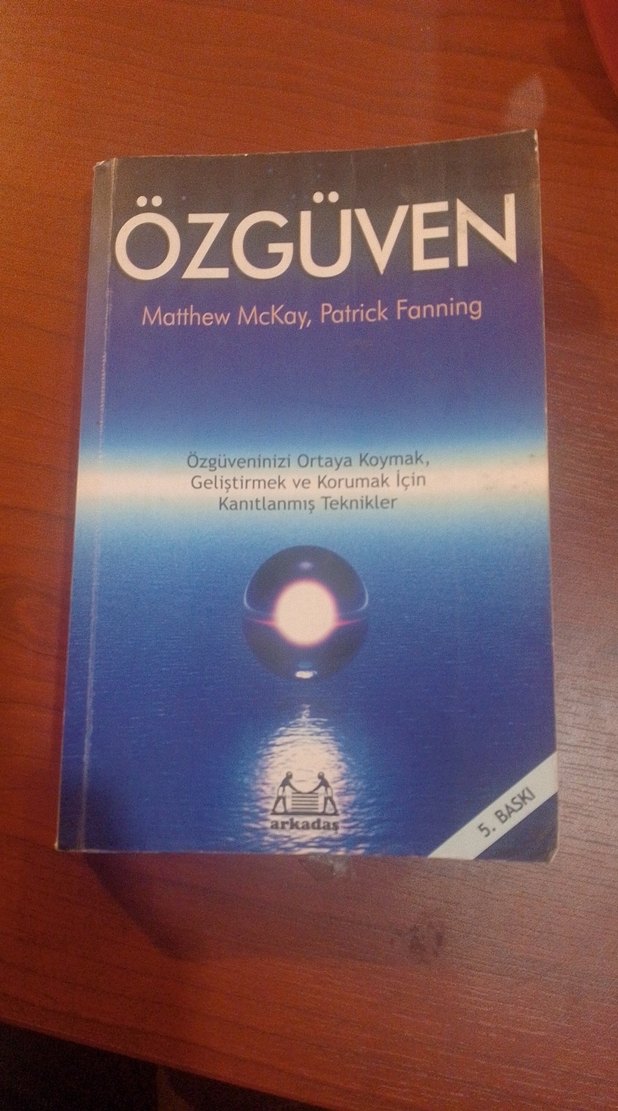 ÖZGÜVEN
Matthew McKay, Patrick Fanning
Özgüveninizi Ortaya Koymak,
Geliştirmek ve Korumak İçin
Kanıtlanmış Teknikler
arkadaş
5. BASKI